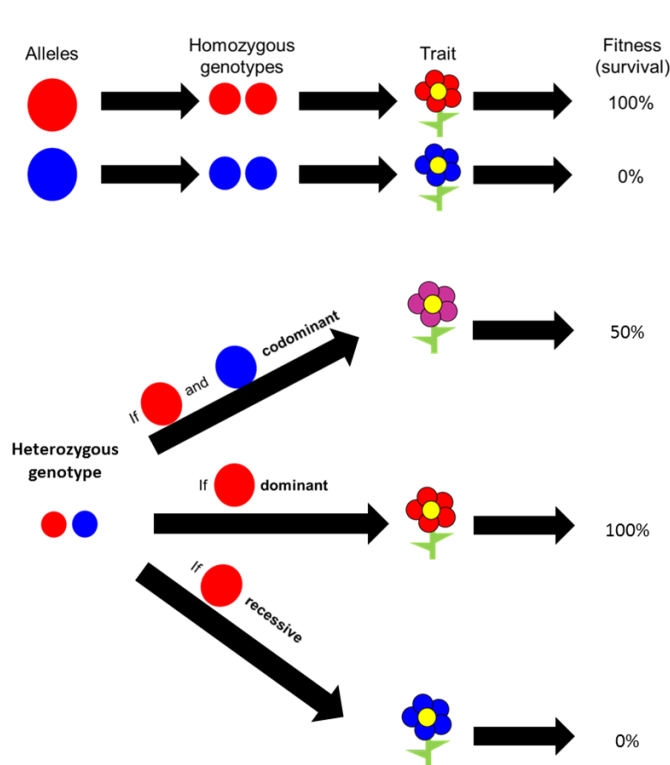 Alleles
Homozygous
genotypes
Trait
Fitness
(survival)
100%
0%
If and codominant
50%
Heterozygous
genotype
If dominant
100%
If recessive
0%